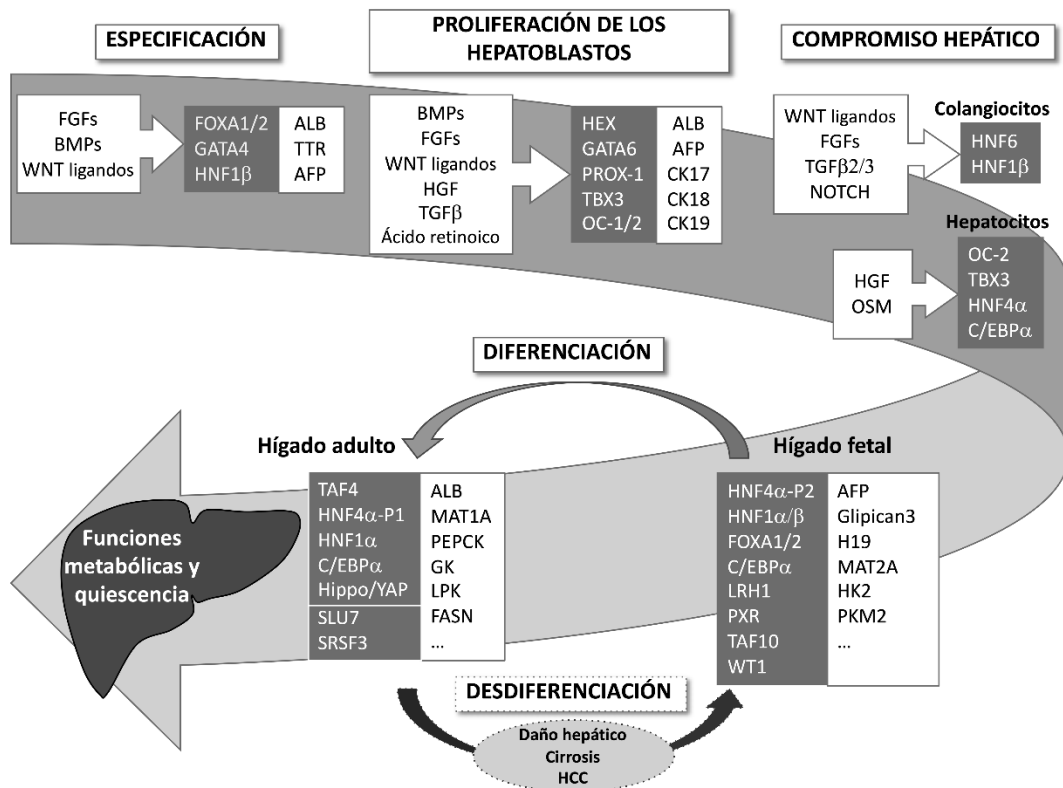 ESPECIFICACIÓN
PROLIFERACIÓN DE LOS
HEPATOBLASTOS
COMPROMISO HEPÁTICO
FGFs
BMPs
WNT ligandos
FOXA1/2
GATA4
HNF1β
ALB
TTR
AFP
BMPs
FGFs
WNT ligandos
HGF
TGFβ
Ácido retinoico
HEX
GATA6
PROX-1
TBX3
OC-1/2
ALB
AFP
CK17
CK18
CK19
WNT ligandos
FGFs
TGFβ2/3
NOTCH
Colangiocitos
HNF6
HNF1β
Hepatocitos
HGF
OSM
OC-2
TBX3
HNF4α
C/EBPα
DIFERENCIACIÓN
Hígado adulto
Hígado fetal
TAF4
HNF4α-P1
HNF1α
C/EBPα
Hippo/YAP
SLU7
SRSF3
ALB
MAT1A
PEPCK
GK
LPK
FASN
...
HNF4α-P2
HNF1α/β
FOXA1/2
C/EBPα
LRH1
PXR
TAF10
WT1
AFP
Glipican3
H19
MAT2A
HK2
PKM2
...
Funciones
metabólicas y
quiescencia
DESDIFERENCIACIÓN
Daño hepático
Cirrosis
HCC